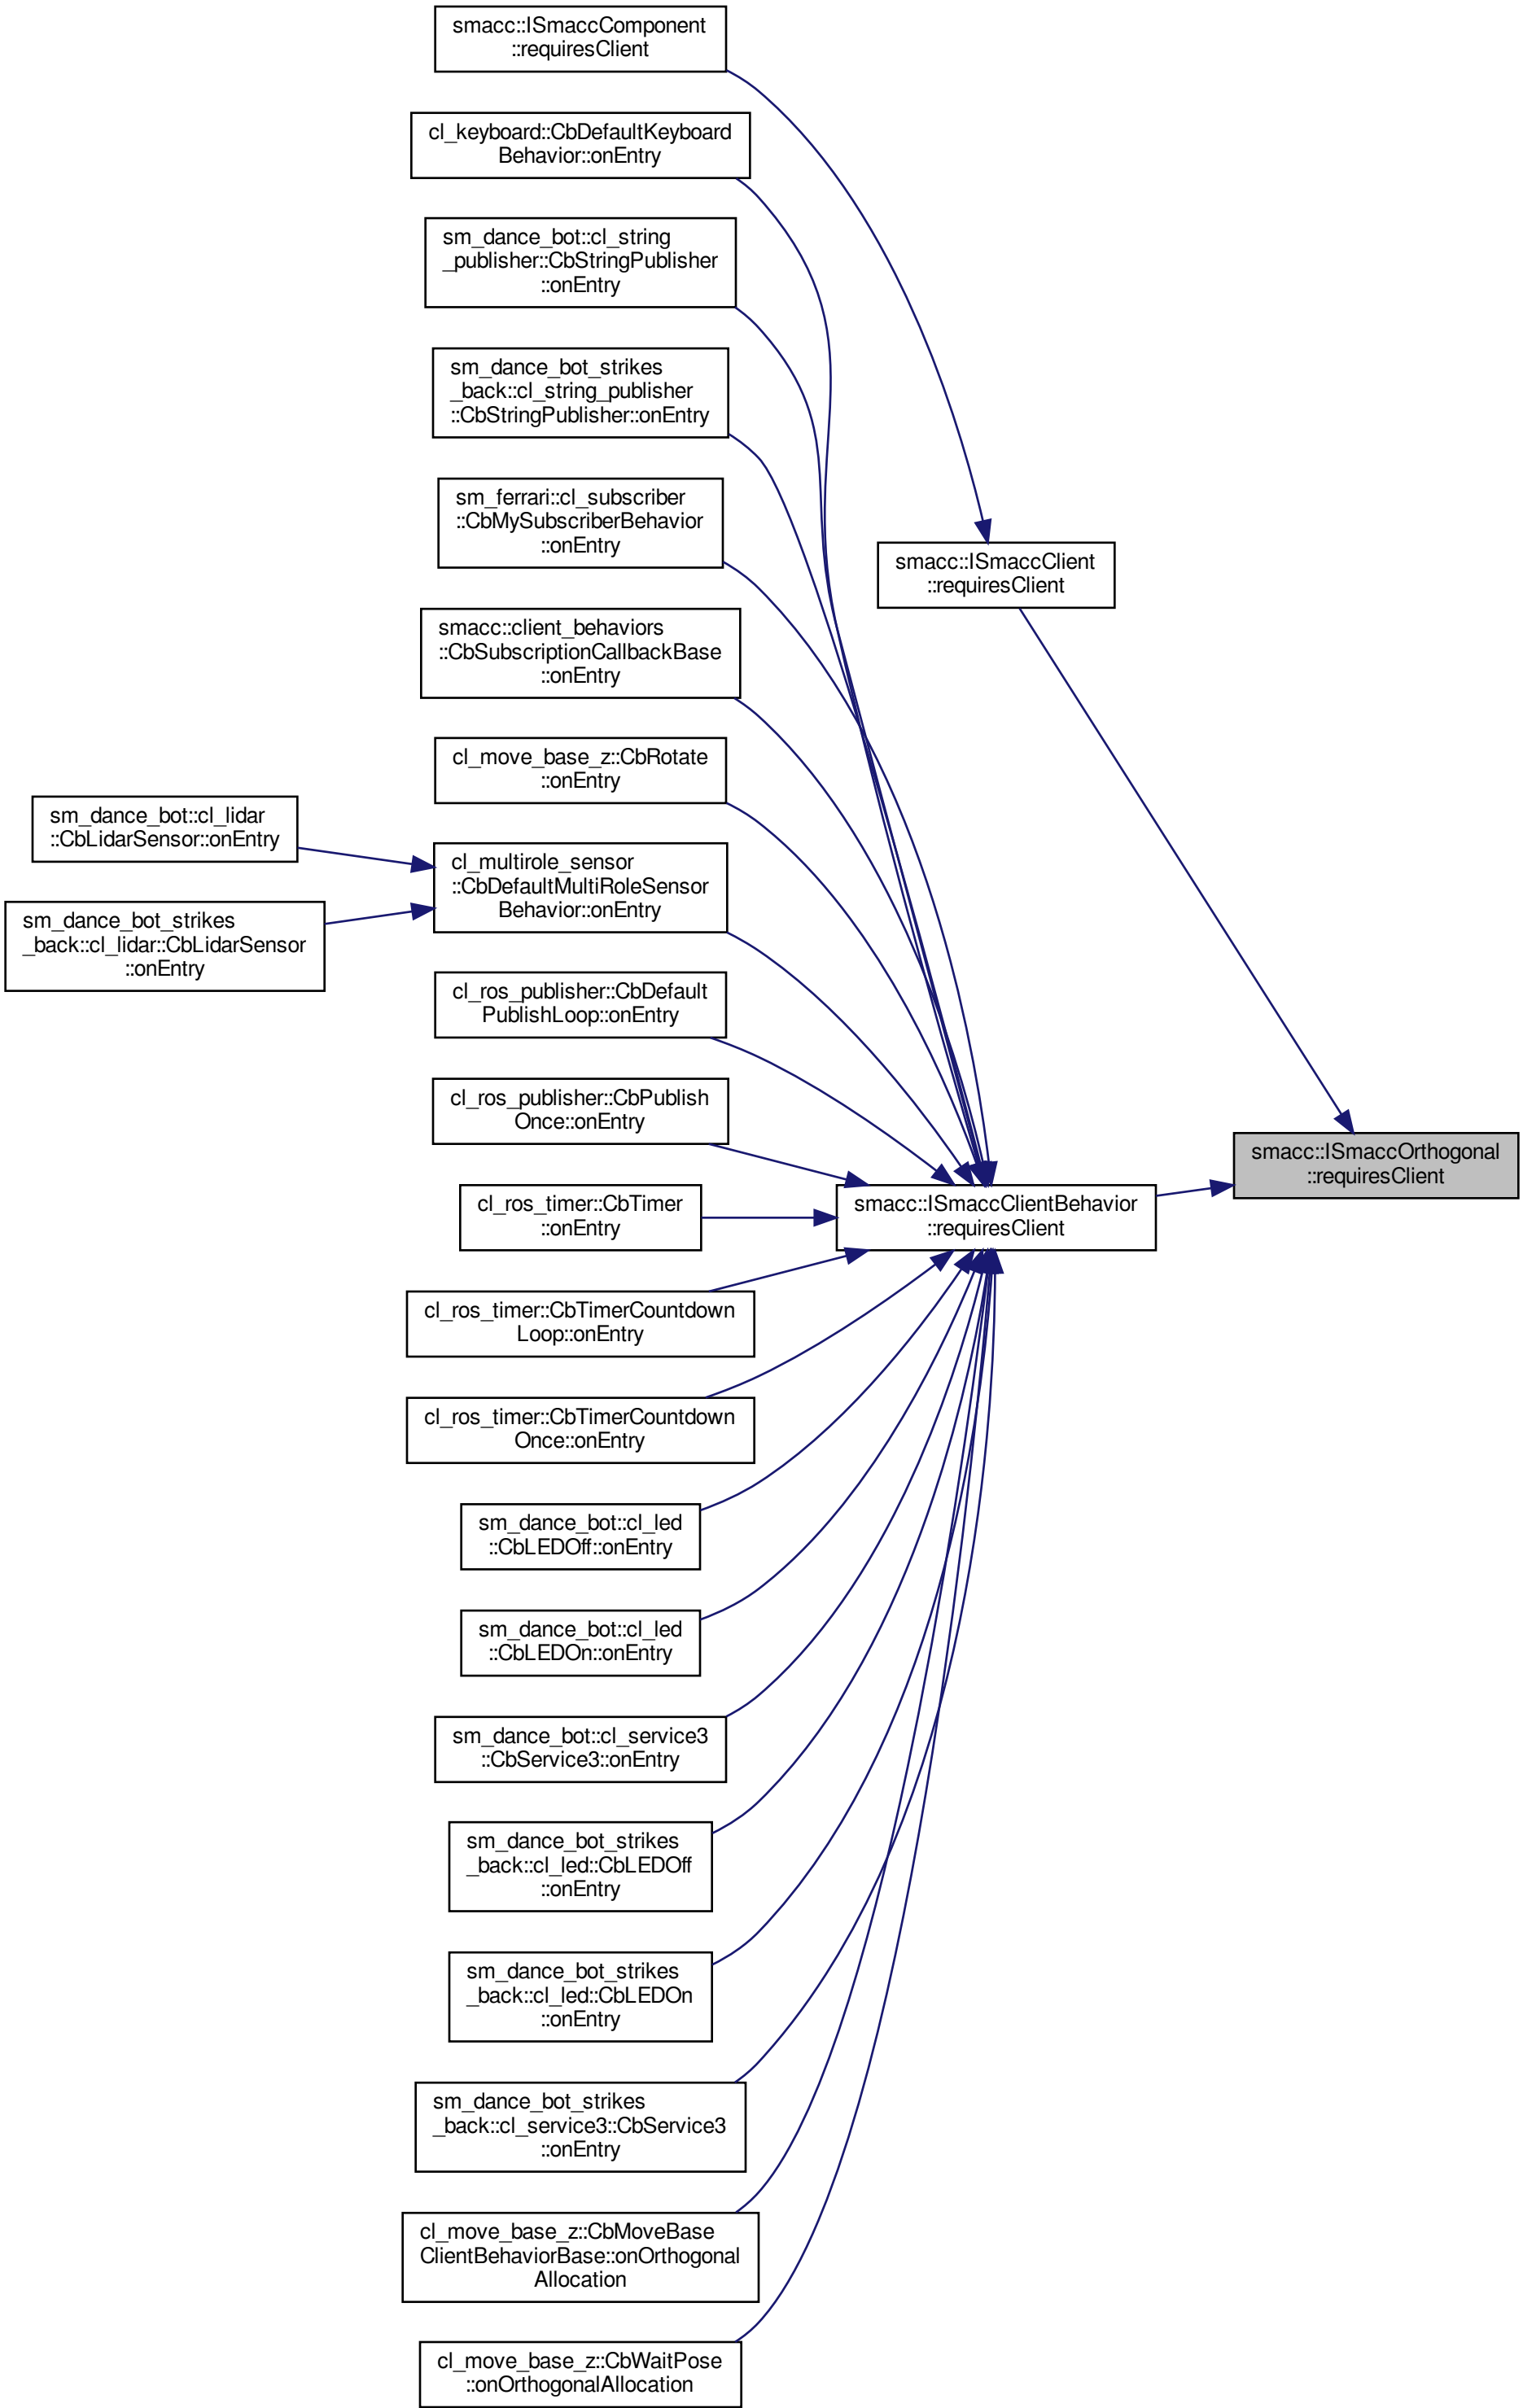 smacc::ISmaccComponent
::requiresClient
cl_keyboard::CbDefaultKeyboard
Behavior::onEntry
sm_dance_bot::cl_string
_publisher::CbStringPublisher
::onEntry
sm_dance_bot_strikes
_back::cl_string_publisher
::CbStringPublisher::onEntry
sm_ferrari::cl_subscriber
::CbMySubscriberBehavior
::onEntry
smacc::ISmaccClient
::requiresClient
smacc::client_behaviors
::CbSubscriptionCallbackBase
::onEntry
cl_move_base_z::CbRotate
::onEntry
sm_dance_bot::cl_lidar
::CbLidarSensor::onEntry
cl_multirole_sensor
::CbDefaultMultiRoleSensor
Behavior::onEntry
sm_dance_bot_strikes
_back::cl_lidar::CbLidarSensor
::onEntry
cl_ros_publisher::CbDefault
PublishLoop::onEntry
cl_ros_publisher::CbPublish
Once::onEntry
smacc::ISmaccOrthogonal
::requiresClient
cl_ros_timer::CbTimer
::onEntry
smacc::ISmaccClientBehavior
::requiresClient
cl_ros_timer::CbTimerCountdown
Loop::onEntry
cl_ros_timer::CbTimerCountdown
Once::onEntry
sm_dance_bot::cl_led
::CbLEDOff::onEntry
sm_dance_bot::cl_led
::CbLEDOn::onEntry
sm_dance_bot::cl_service3
::CbService3::onEntry
sm_dance_bot_strikes
_back::cl_led::CbLEDOff
::onEntry
sm_dance_bot_strikes
_back::cl_led::CbLEDOn
::onEntry
sm_dance_bot_strikes
_back::cl_service3::CbService3
::onEntry
cl_move_base_z::CbMoveBase
ClientBehaviorBase::onOrthogonal
Allocation
cl_move_base_z::CbWaitPose
::onOrthogonalAllocation